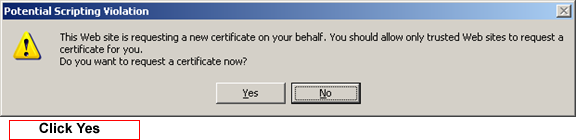 Potential Scripting Violation
This Web site is requesting a new certificate on your behalf. You should allow only trusted Web sites to request a
certificate for you.
Do you want to request a certificate now?
Yes No
Click Yes